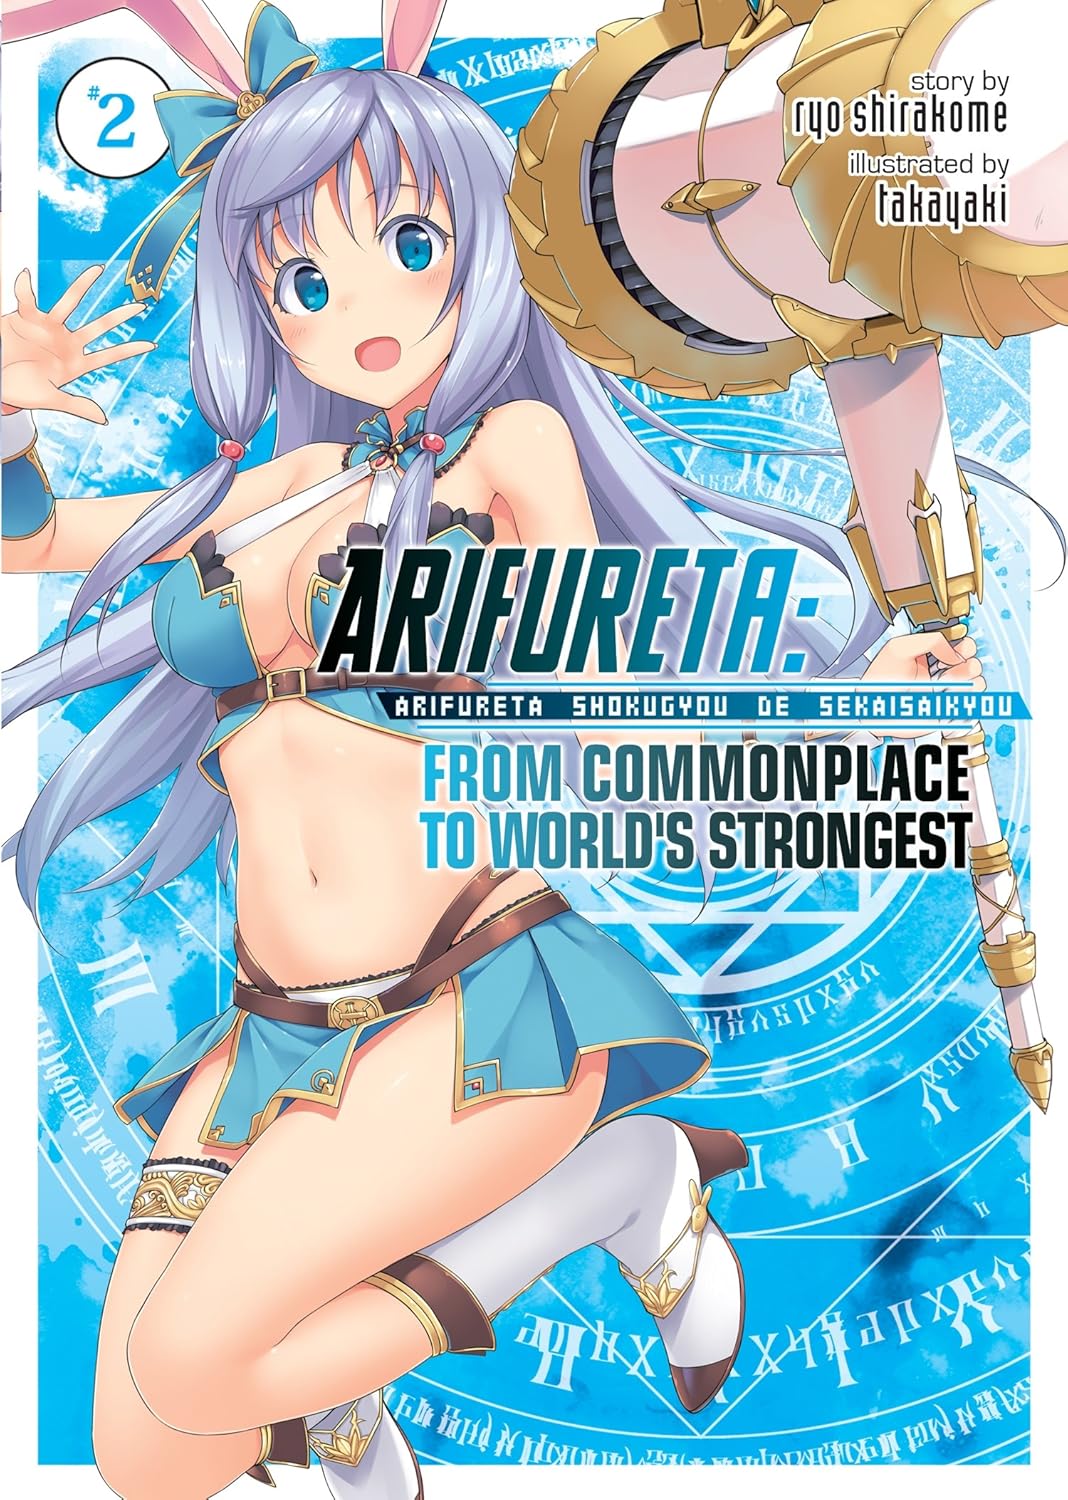 #2
story by
ryo shirakome
illustrated by
takayaki
ARIFURETA:
ARIFURETA SHOKUGYOU DE SEKAISAIKYOU
FROM COMMONPLACE
TO WORLD'S STRONGEST